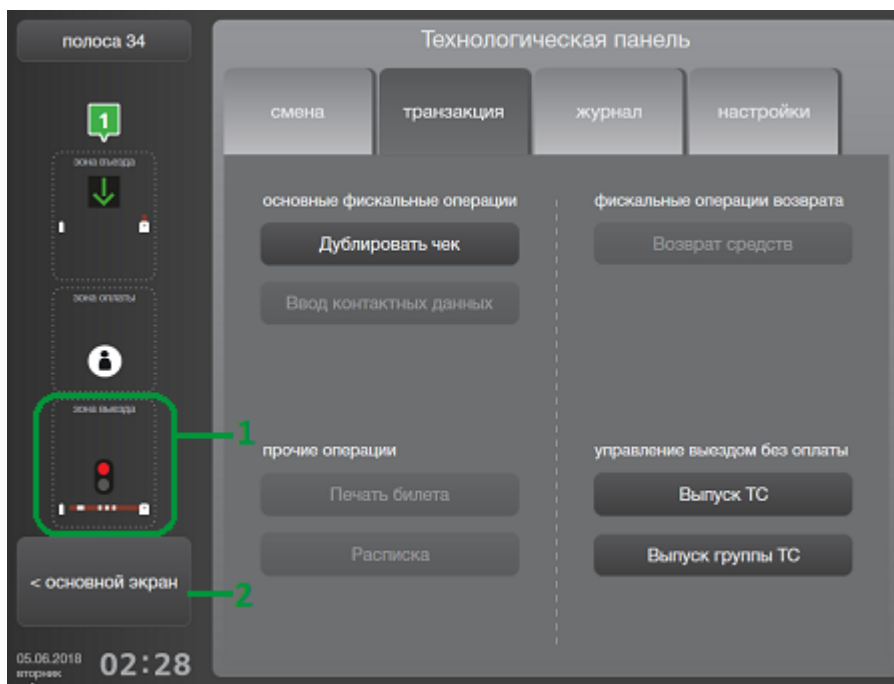 полоса 34
1
зона въезда
зона оплаты
зона выезда
1
< основной экран
2
05.06.2018
вторник
02:28
Технологическая панель
смена
транзакция
журнал
настройки
основные фискальные операции
Дублировать чек
Ввод контактных данных
фискальные операции возврата
Возврат средств
прочие операции
Печать билета
Расписка
управление выездом без оплаты
Выпуск ТС
Выпуск группы ТС